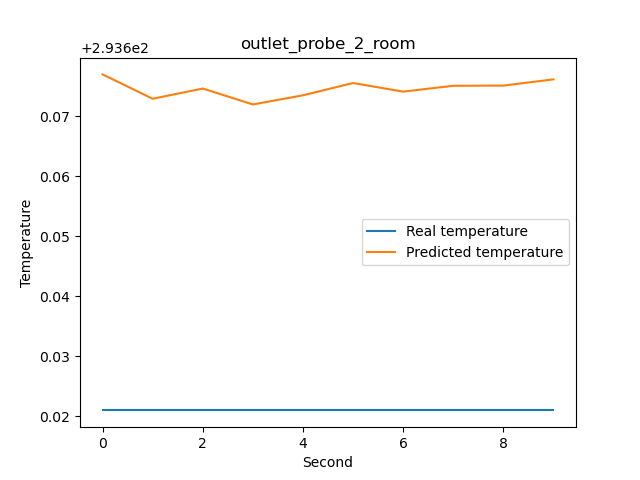 outlet_probe_2_room
+2.936e2
0.07
0.06
0.05
0.04
0.03
0.02
Temperature
Real temperature
Predicted temperature
0 2 4 6 8
Second